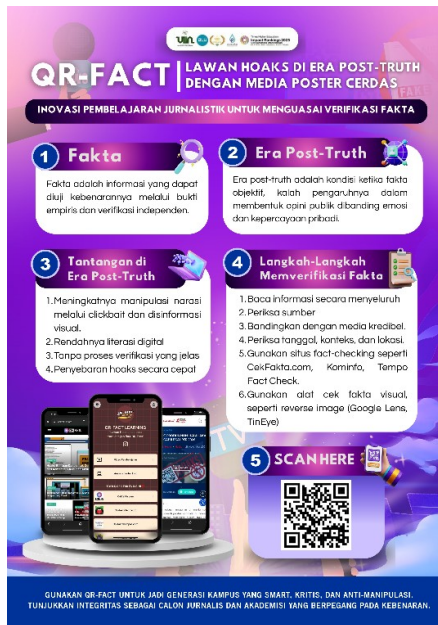 UIN
QR-FACT
LAWAN HOAKS DI ERA POST-TRUTH
DENGAN MEDIA POSTER CERDAS
INOVASI PEMBELAJARAN JURNALISTIK UNTUK MENGUASAI VERIFIKASI FAKTA
1 Fakta
Fakta adalah informasi yang dapat
diuji kebenarannya melalui bukti
empiris dan verifikasi independen.
2 Era Post-Truth
Era post-truth adalah kondisi ketika fakta
objektif, kalah pengaruhnya dalam
membentuk opini publik dibanding emosi
dan kepercayaan pribadi.
3 Tantangan di
Era Post-Truth
1.Meningkatnya manipulasi narasi
melalui clickbait dan disinformasi
visual.
2.Rendahnya literasi digital
3.Tanpa proses verifikasi yang jelas
4.Penyebaran hoaks secara cepat
4 Langkah-Langkah
Memverifikasi Fakta
1.Baca informasi secara menyeluruh
2.Periksa sumber
3.Bandingkan dengan media kredibel.
4.Periksa tanggal, konteks, dan lokasi.
5.Gunakan situs fact-checking seperti
CekFakta.com, Kominfo, Tempo
Fact Check.
6.Gunakan alat cek fakta visual,
seperti reverse image (Google Lens,
TinEye)
QR-FACT LEARNING
5 SCAN HERE
GUNAKAN QR-FACT UNTUK JADI GENERASI KAMPUS YANG SMART, KRITIS, DAN ANTI-MANIPULASI.
TUNJUKKAN INTEGRITAS SEBAGAI CALON JURNALIS DAN AKADEMISI YANG BERPEGANG PADA KEBENARAN.